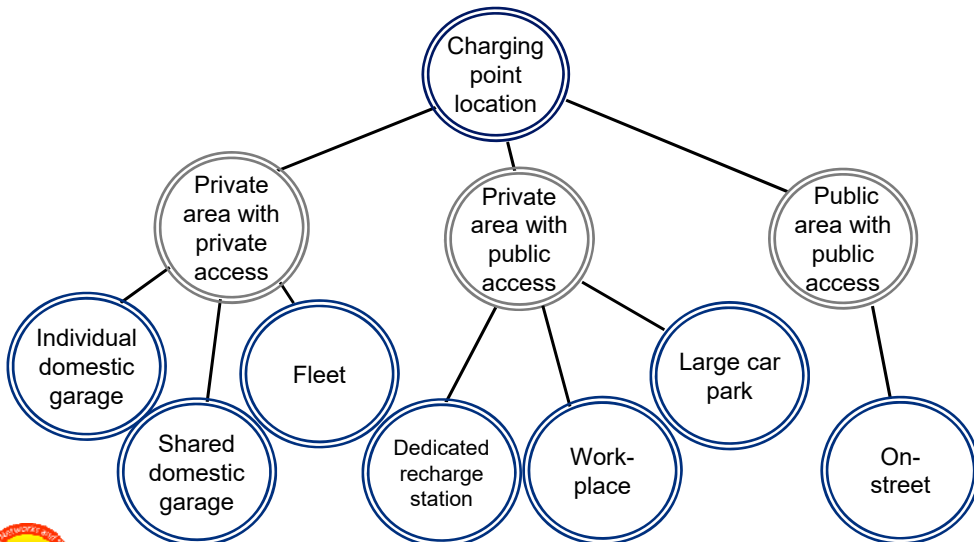 Charging
point
location
Private
area with
private
access
Private
area with
public
access
Public
area with
public
access
Individual
domestic
garage
Shared
domestic
garage
Fleet
Dedicated
recharge
station
Work-
place
Large car
park
On-
street